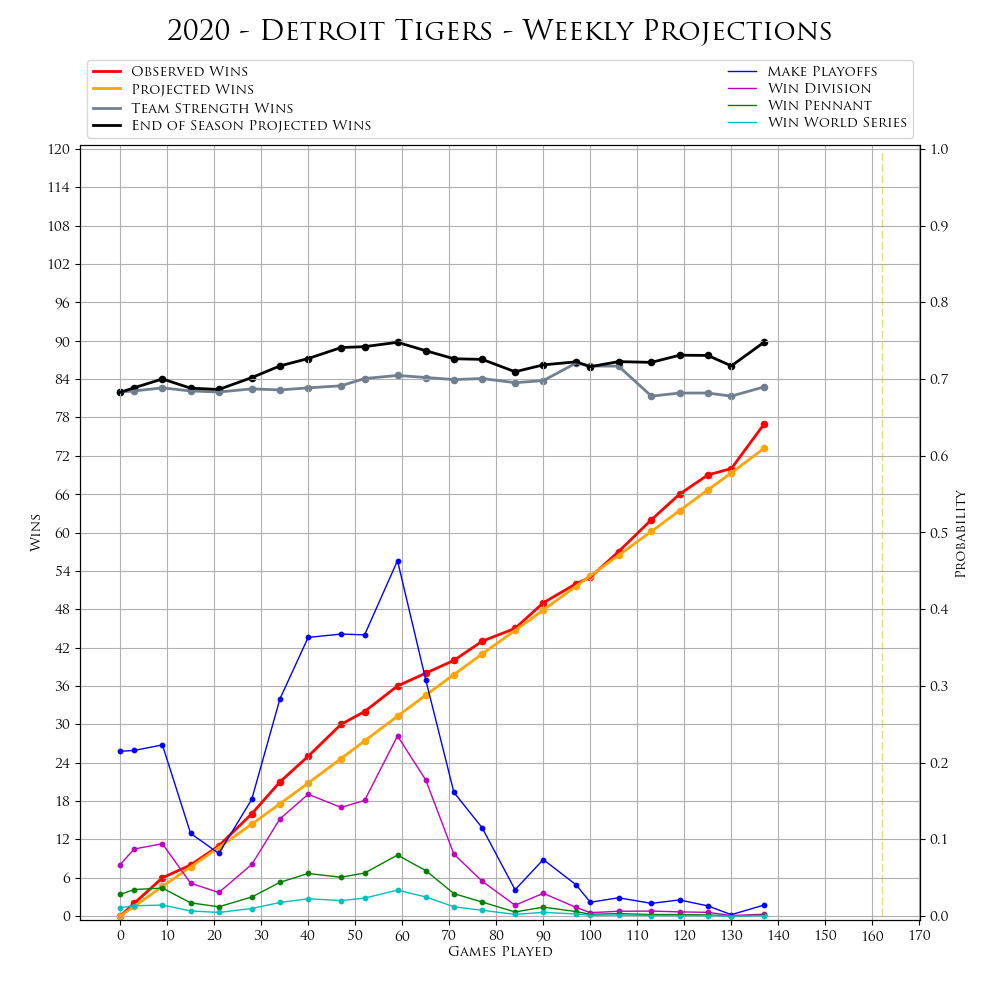 2020 - Detroit Tigers - Weekly Projections
Observed Wins
Projected Wins
Team Strength Wins
End of Season Projected Wins
Make Playoffs
Win Division
Win Pennant
Win World Series
120
114
108
102
96
90
84
78
72
66
60
54
48
42
36
30
24
18
12
6
0
Wins
1.0
0.9
0.8
0.7
0.6
0.5
0.4
0.3
0.2
0.1
0.0
Probability
0 10 20 30 40 50 60 70 80 90 100 110 120 130 140 150 160 170
Games Played